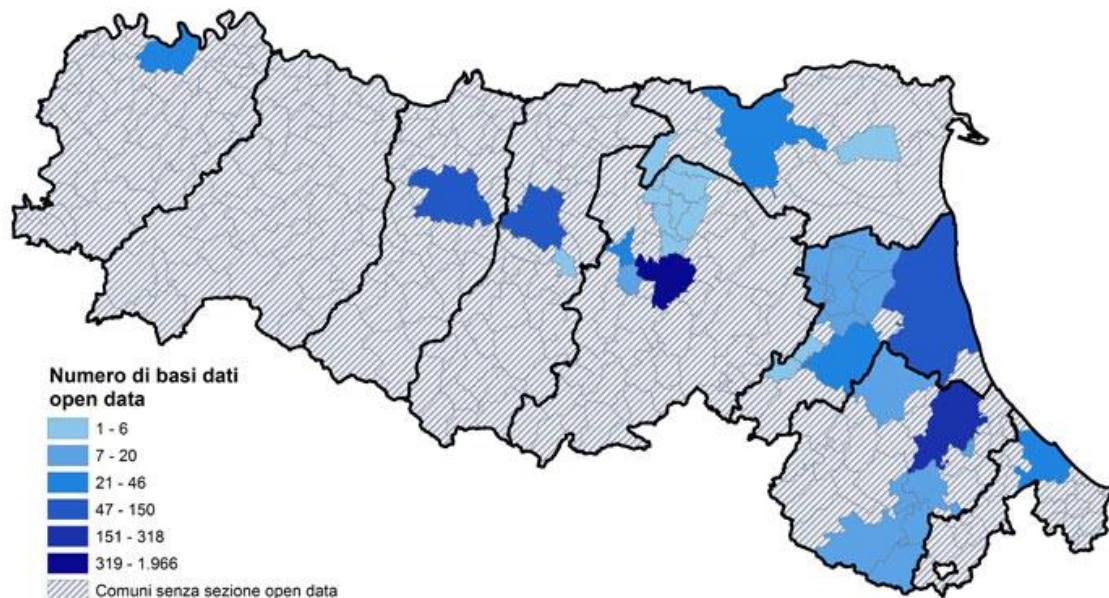 Numero di basi dati
open data
1 - 6
7 - 20
21 - 46
47 - 150
151 - 318
319 - 1.966
Comuni senza sezione open data